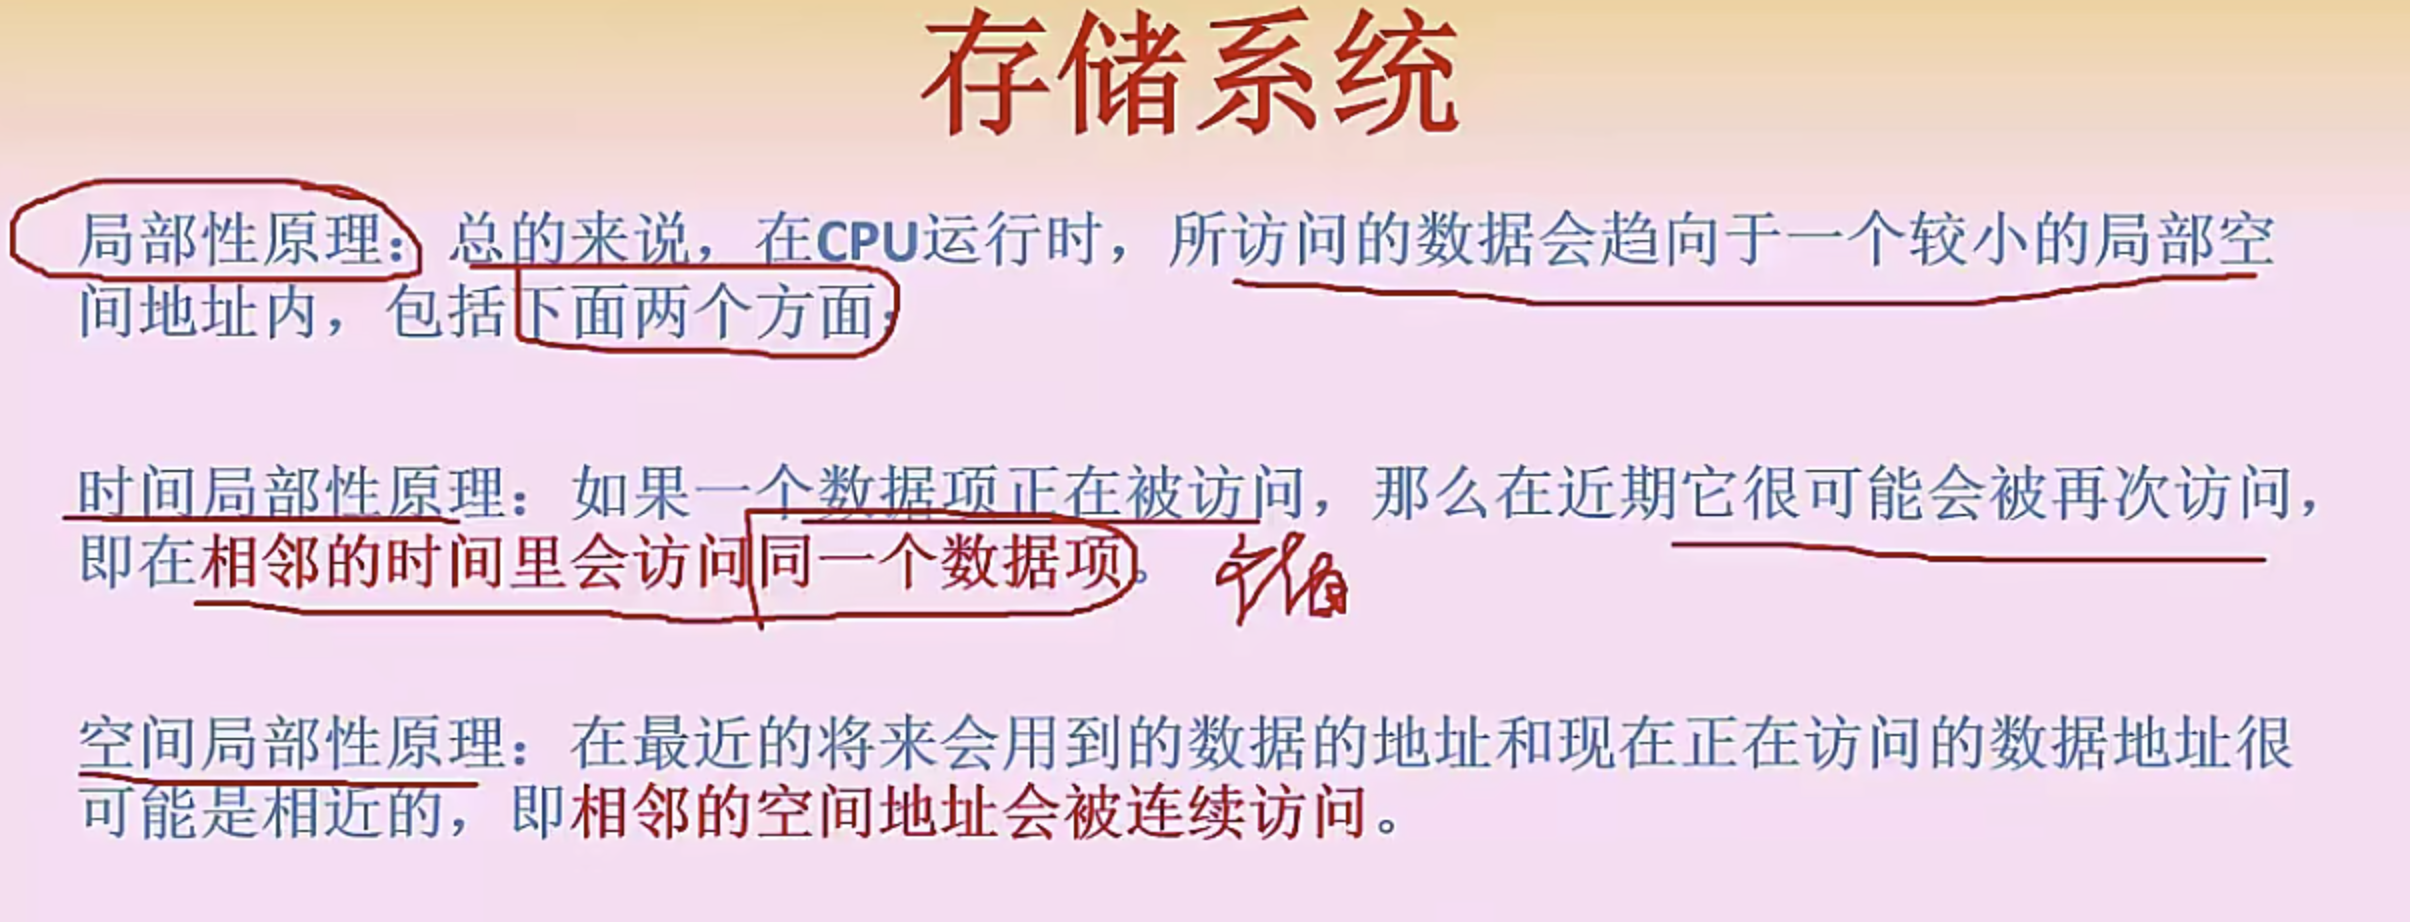 存储系统
局部性原理：总的来说，在CPU运行时，所访问的数据会趋向于一个较小的局部空
间地址内，包括下面两个方面；
时间局部性原理：如果一个数据项正在被访问，那么在近期它很可能会被再次访问，
即在相邻的时间里会访问同一个数据项。
空间局部性原理：在最近的将来会用到的数据的地址和现在正在访问的数据地址很
可能是相近的，即相邻的空间地址会被连续访问。